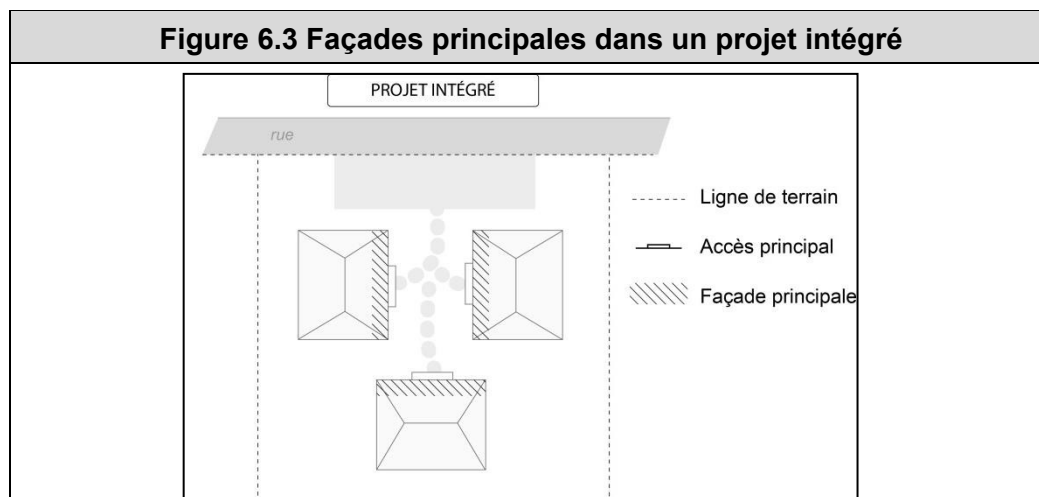 Figure 6.3 Façades principales dans un projet intégré
PROJET INTÉGRÉ
rue
Ligne de terrain
Accès principal
Façade principale